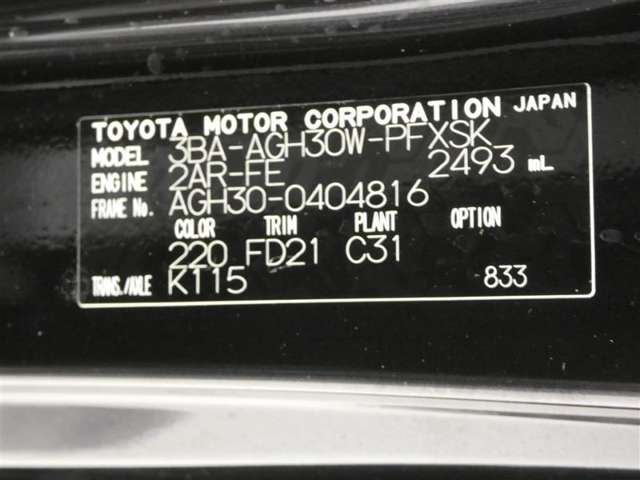 TOYOTA MOTOR CORPORATION JAPAN
MODEL 3BA-AGH30W-PFXSK
ENGINE 2AR-FE 2493 mL
FRAME No. AGH30-0404816
COLOR TRIM PLANT OPTION
220 FD21 C31
TRANS./AXLE K115 833